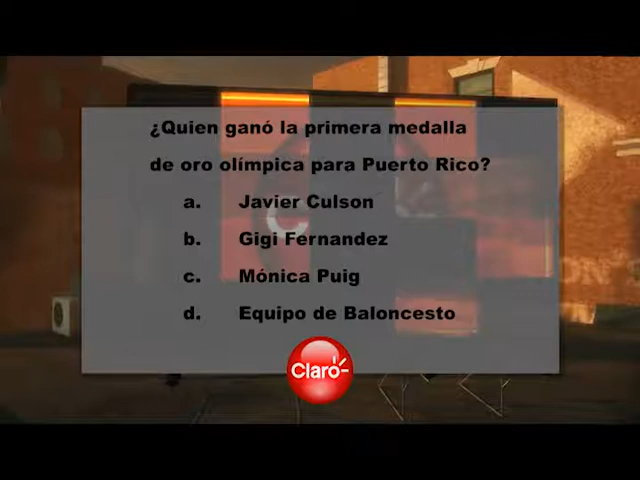 ¿Quien ganó la primera medalla
de oro olímpica para Puerto Rico?
a. Javier Culson
b. Gigi Fernandez
c. Mónica Puig
d. Equipo de Baloncesto
Claro